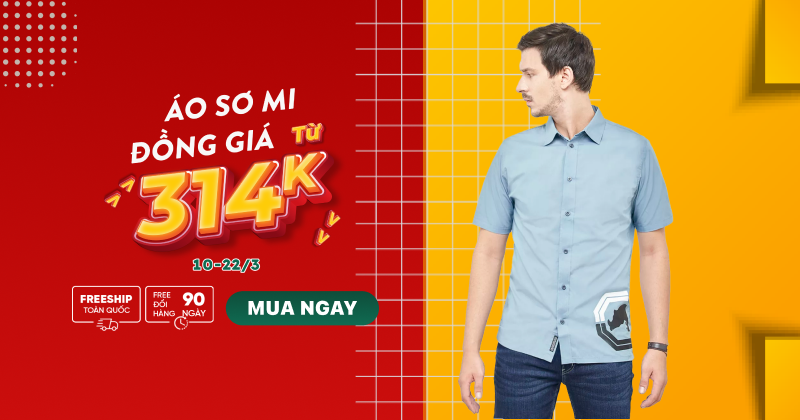 ÁO SƠ MI
ĐỒNG GIÁ TỪ
314K
10-22/3
FREESHIP
TOÀN QUỐC
FREE
ĐỔI
HÀNG
90
NGÀY
MUA NGAY